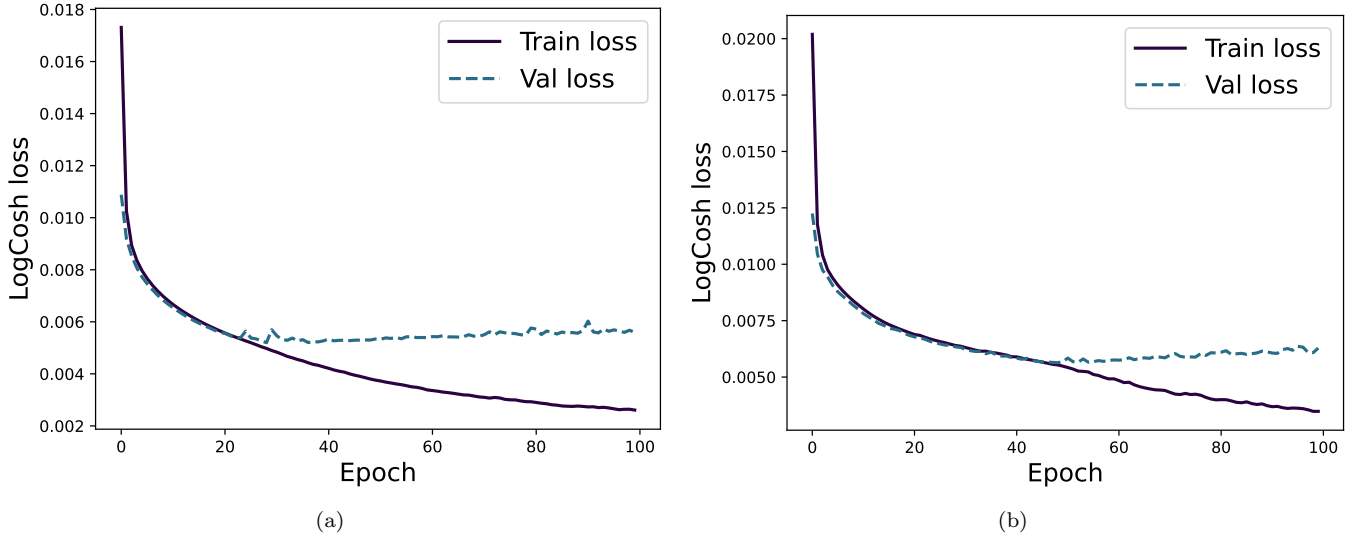 0.018
0.016
0.014
0.012
0.010
0.008
0.006
0.004
0.002
LogCosh loss
Train loss
Val loss
0 20 40 60 80 100
Epoch
(a)
0.0200
0.0175
0.0150
0.0125
0.0100
0.0075
0.0050
LogCosh loss
Train loss
Val loss
0 20 40 60 80 100
Epoch
(b)